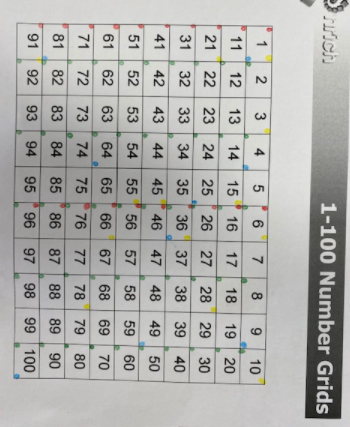 nrich
1-100 Number Grids
1 2 3 4 5 6 7 8 9 10
11 12 13 14 15 16 17 18 19 20
21 22 23 24 25 26 27 28 29 30
31 32 33 34 35 36 37 38 39 40
41 42 43 44 45 46 47 48 49 50
51 52 53 54 55 56 57 58 59 60
61 62 63 64 65 66 67 68 69 70
71 72 73 74 75 76 77 78 79 80
81 82 83 84 85 86 87 88 89 90
91 92 93 94 95 96 97 98 99 100